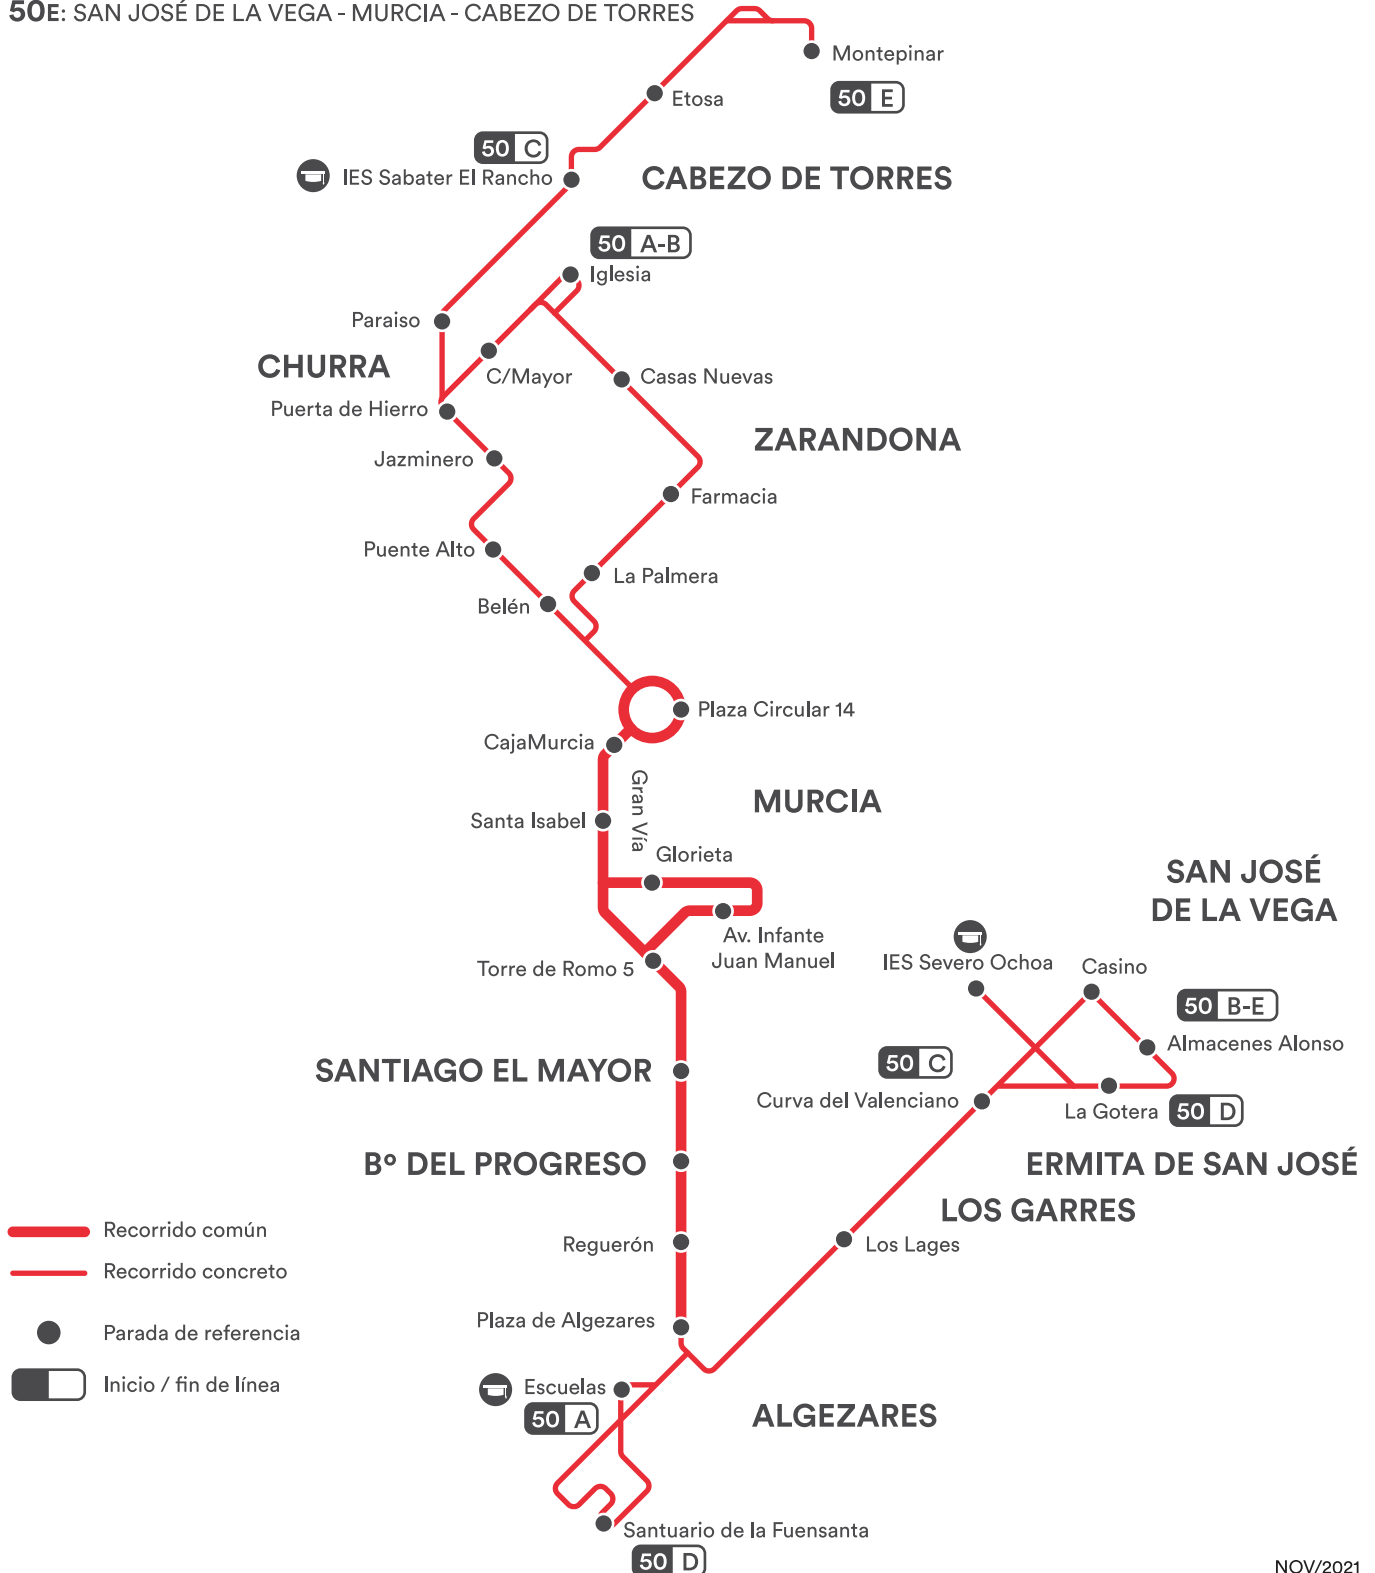 50E: SAN JOSÉ DE LA VEGA - MURCIA - CABEZO DE TORRES
Montepinar
50 E
Etosa
50 C
IES Sabater El Rancho
CABEZO DE TORRES
50 A-B
Iglesia
Paraiso
CHURRA
C/Mayor
Casas Nuevas
Puerta de Hierro
ZARANDONA
Jazminero
Farmacia
Puente Alto
La Palmera
Belén
Plaza Circular 14
CajaMurcia
Gran Vía
MURCIA
Santa Isabel
Glorieta
SAN JOSÉ
DE LA VEGA
Av. Infante
Juan Manuel
Torre de Romo 5
IES Severo Ochoa
Casino
50 B-E
Almacenes Alonso
50 C
SANTIAGO EL MAYOR
Curva del Valenciano
La Gotera
50 D
Bº DEL PROGRESO
ERMITA DE SAN JOSÉ
LOS GARRES
Recorrido común
Reguerón
Los Lages
Recorrido concreto
Plaza de Algezares
Parada de referencia
Inicio / fin de línea
Escuelas
50 A
ALGEZARES
Santuario de la Fuensanta
50 D
NOV/2021